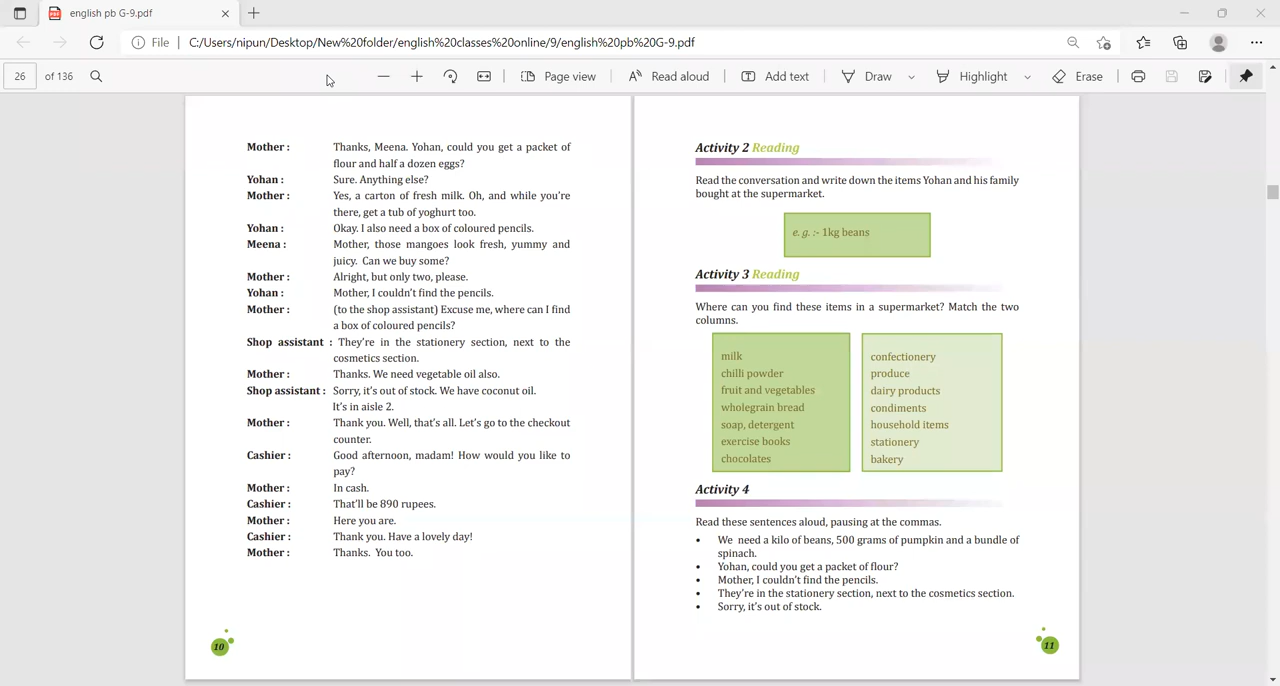 english pb G-9.pdf
File
C:/Users/nipun/Desktop/New%20folder/english%20classes%20online/9/english%20pb%20G-9.pdf
26 of 136
Page view
Read aloud
Add text
Draw
Highlight
Erase
Mother : Thanks, Meena. Yohan, could you get a packet of
flour and half a dozen eggs?
Yohan : Sure. Anything else?
Mother : Yes, a carton of fresh milk. Oh, and while you're
there, get a tub of yoghurt too.
Yohan : Okay. I also need a box of coloured pencils.
Meena : Mother, those mangoes look fresh, yummy and
juicy. Can we buy some?
Mother : Alright, but only two, please.
Yohan : Mother, I couldn't find the pencils.
Mother : (to the shop assistant) Excuse me, where can I find
a box of coloured pencils?
Shop assistant : They're in the stationery section, next to the
cosmetics section.
Mother : Thanks. We need vegetable oil also.
Shop assistant : Sorry, it's out of stock. We have coconut oil.
It's in aisle 2.
Mother : Thank you. Well, that's all. Let's go to the checkout
counter.
Cashier : Good afternoon, madam! How would you like to
pay?
Mother : In cash.
Cashier : That'll be 890 rupees.
Mother : Here you are.
Cashier : Thank you. Have a lovely day!
Mother : Thanks. You too.
10
Activity 2 Reading
Read the conversation and write down the items Yohan and his family
bought at the supermarket.
e. g. :- 1kg beans
Activity 3 Reading
Where can you find these items in a supermarket? Match the two
columns.
milk
chilli powder
fruit and vegetables
wholegrain bread
soap, detergent
exercise books
chocolates
confectionery
produce
dairy products
condiments
household items
stationery
bakery
Activity 4
Read these sentences aloud, pausing at the commas.
• We need a kilo of beans, 500 grams of pumpkin and a bundle of
spinach.
• Yohan, could you get a packet of flour?
• Mother, I couldn't find the pencils.
• They're in the stationery section, next to the cosmetics section.
• Sorry, it's out of stock.
11